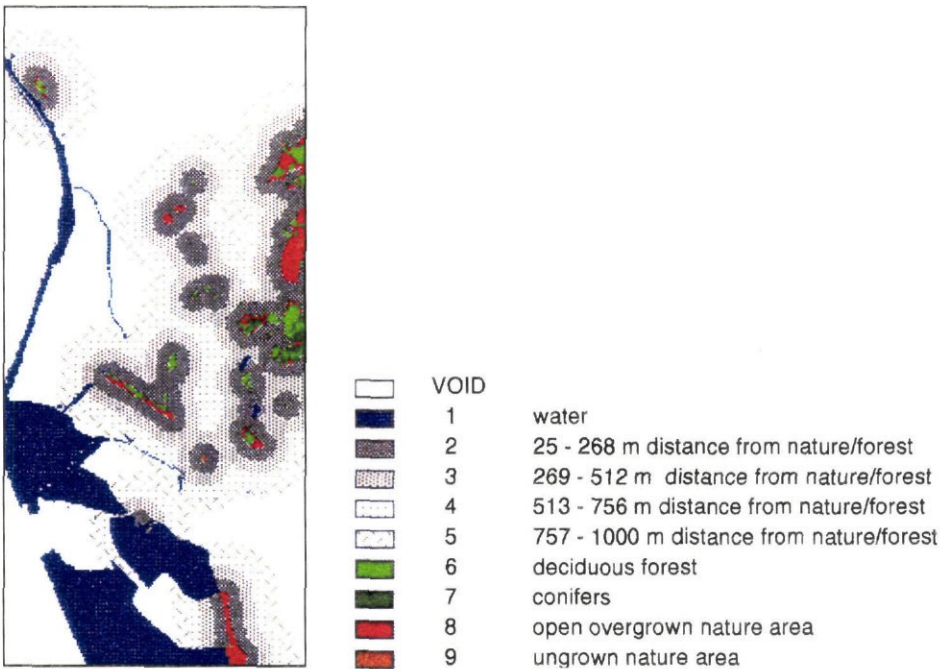 VOID
1 water
2 25 - 268 m distance from nature/forest
3 269 - 512 m distance from nature/forest
4 513 - 756 m distance from nature/forest
5 757 - 1000 m distance from nature/forest
6 deciduous forest
7 conifers
8 open overgrown nature area
9 ungrown nature area